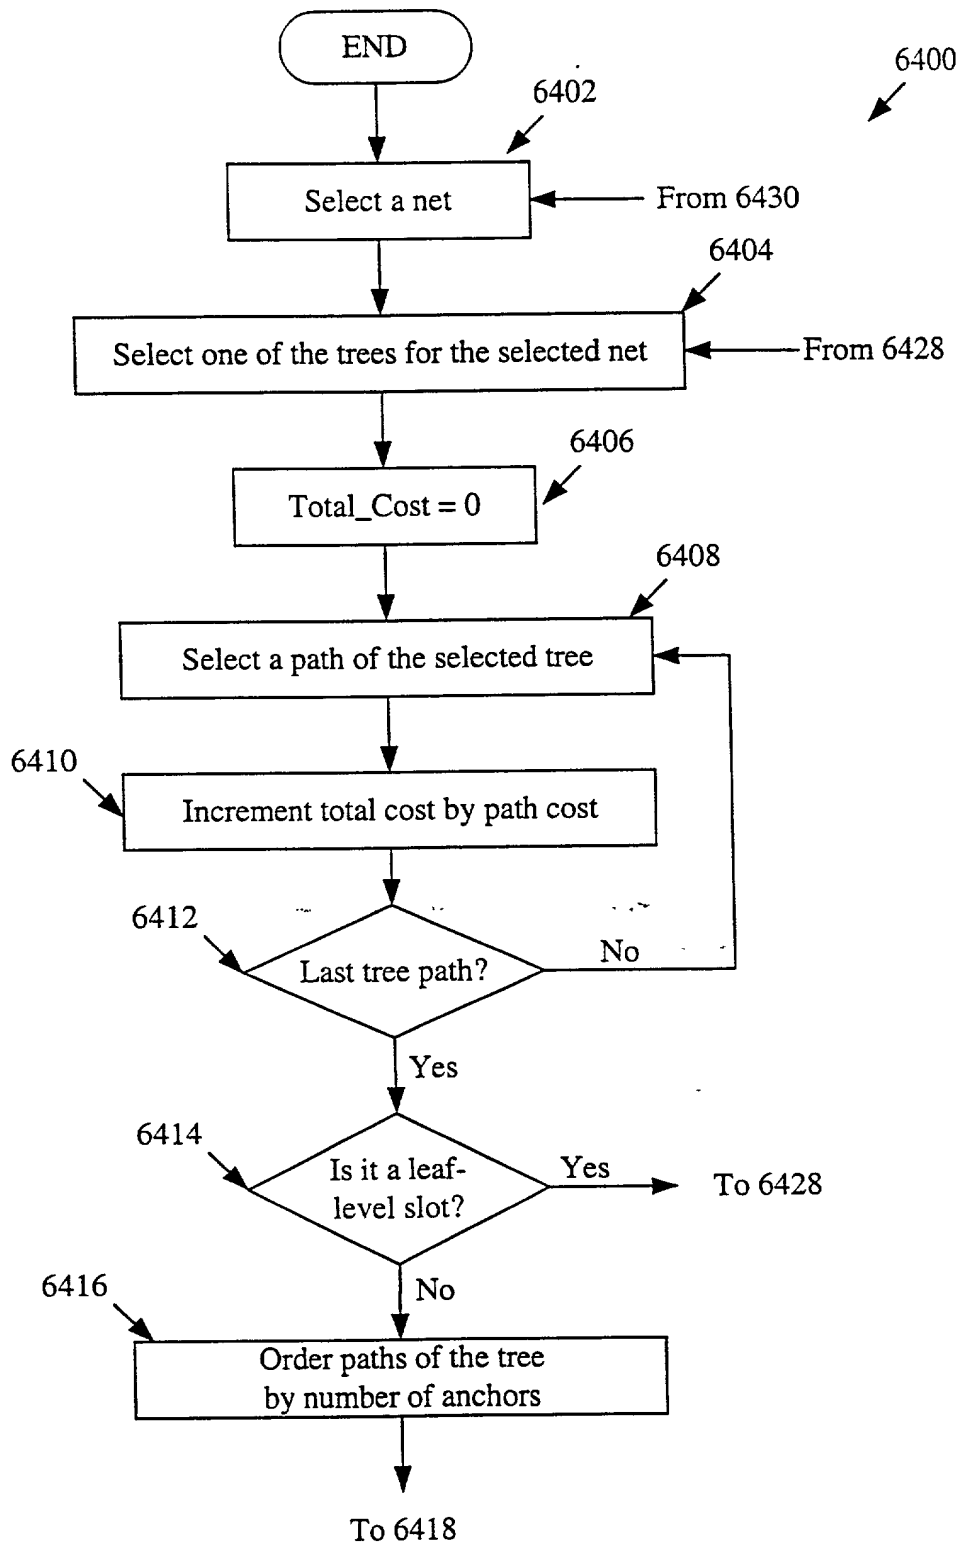 END
6400
6402
Select a net
From 6430
6404
Select one of the trees for the selected net
From 6428
6406
Total_Cost = 0
6408
Select a path of the selected tree
6410
Increment total cost by path cost
6412
Last tree path?
No
Yes
6414
Is it a leaf-
level slot?
Yes
To 6428
No
6416
Order paths of the tree
by number of anchors
To 6418